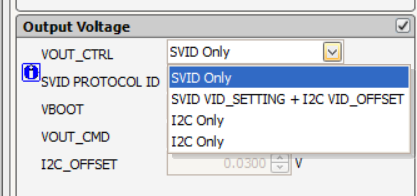 Output Voltage
VOUT_CTRL SVID Only
SVID PROTOCOL ID SVID Only
SVID VID_SETTING + I2C VID_OFFSET
VBOOT I2C Only
VOUT_CMD I2C Only
I2C_OFFSET 0.0300 V